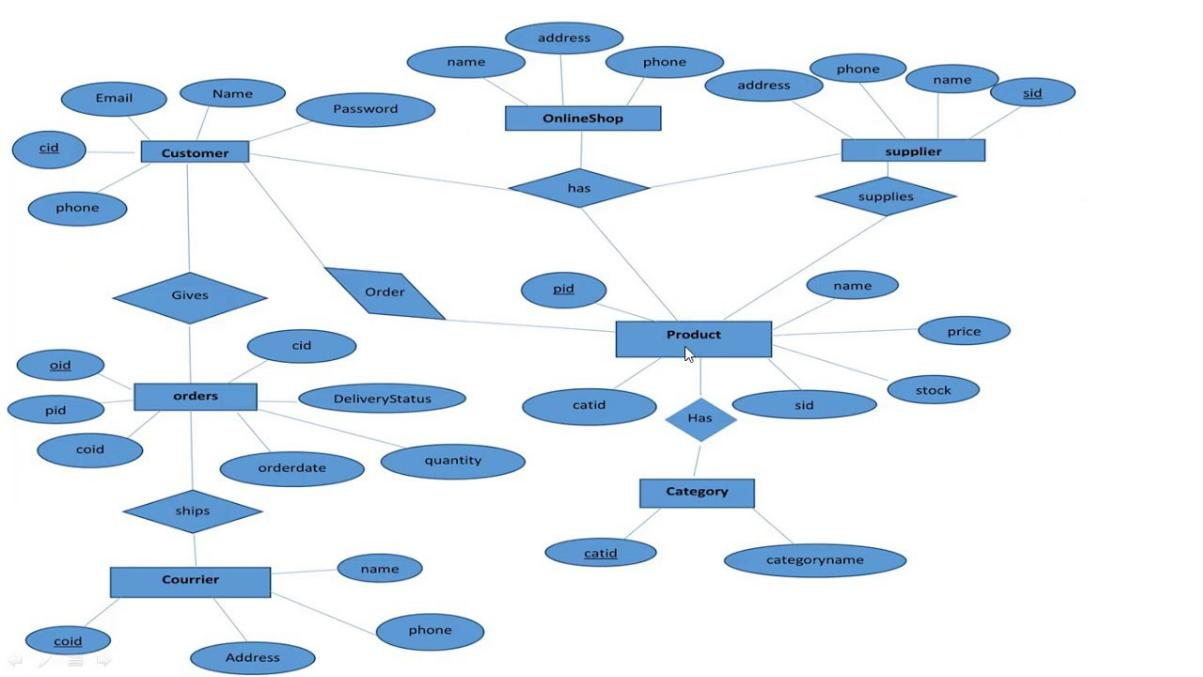 address
name
phone
phone
address
name
sid
Email
Name
Password
OnlineShop
cid
Customer
supplier
phone
has
supplies
Gives
Order
pid
name
Product
price
cid
oid
orders
DeliveryStatus
pid
catid
Has
sid
stock
coid
orderdate
quantity
Category
ships
catid
categoryname
Courrier
name
coid
Address
phone